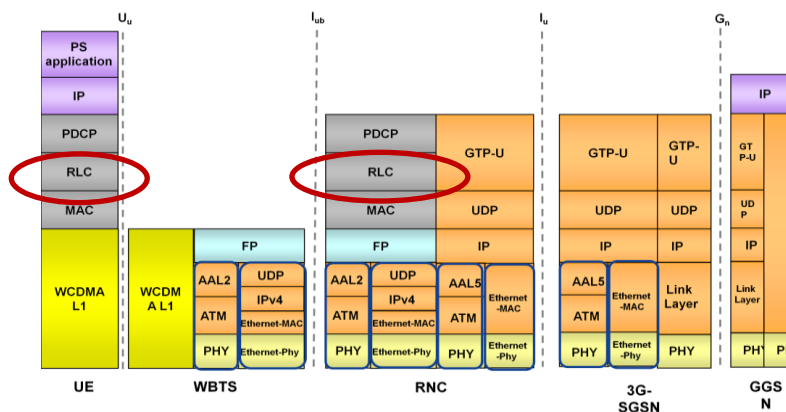 Uu
Iub
Iu
Gn
PS
application
IP
PDCP
RLC
MAC
WCDMA
L1
UE
WCDM
A L1
FP
AAL2
ATM
PHY
UDP
IPv4
Ethernet-MAC
Ethernet-Phy
WBTS
PDCP
RLC
MAC
FP
AAL2
ATM
PHY
UDP
IPv4
Ethernet-MAC
Ethernet-Phy
GTP-U
UDP
IP
AAL5
ATM
PHY
Ethernet
-MAC
Ethernet
-Phy
RNC
GTP-U
UDP
IP
AAL5
ATM
PHY
Ethernet
-MAC
Ethernet
-Phy
GTP-
U
UDP
IP
Link
Layer
PHY
3G-
SGSN
IP
GT
P-U
UD
P
IP
Link
Layer
PHY
P
GGS
N